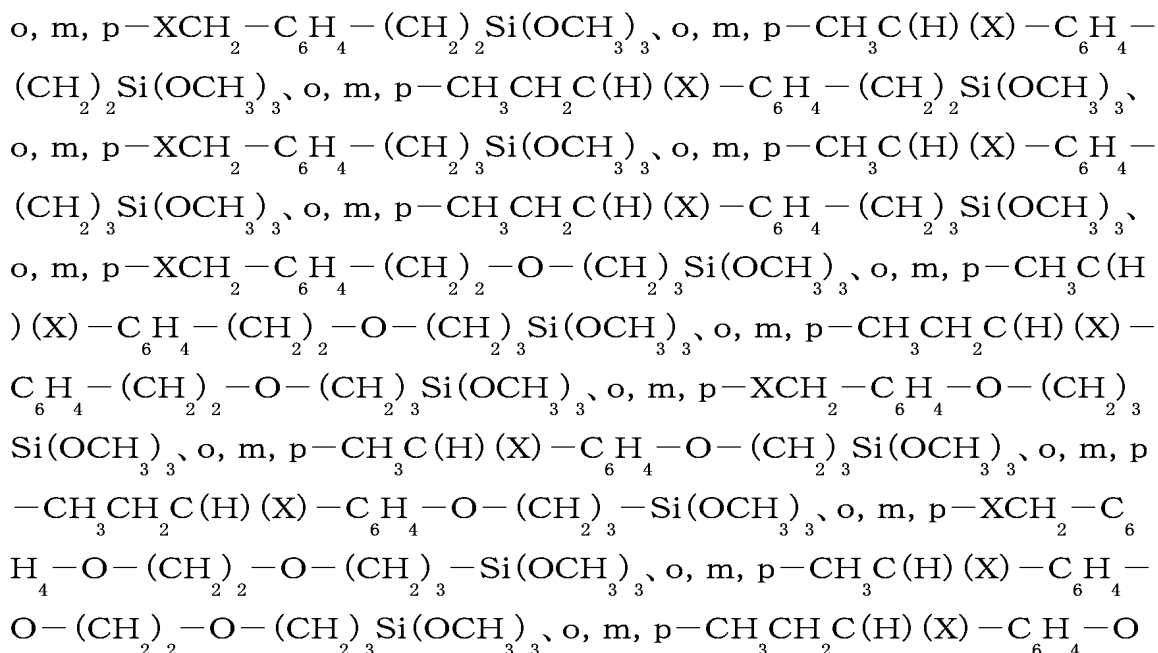 o, m, p−XCH₂−C₆H₄−(CH₂)₂Si(OCH₃)₃、o, m, p−CH₃C(H)(X)−C₆H₄−
(CH₂)₂Si(OCH₃)₃、o, m, p−CH₃CH₂C(H)(X)−C₆H₄−(CH₂)₂Si(OCH₃)₃、
o, m, p−XCH₂−C₆H₄−(CH₂)₃Si(OCH₃)₃、o, m, p−CH₃C(H)(X)−C₆H₄−
(CH₂)₃Si(OCH₃)₃、o, m, p−CH₃CH₂C(H)(X)−C₆H₄−(CH₂)₃Si(OCH₃)₃、
o, m, p−XCH₂−C₆H₄−(CH₂)₂−O−(CH₂)₃Si(OCH₃)₃、o, m, p−CH₃C(H
)(X)−C₆H₄−(CH₂)₂−O−(CH₂)₃Si(OCH₃)₃、o, m, p−CH₃CH₂C(H)(X)−
C₆H₄−(CH₂)₂−O−(CH₂)₃Si(OCH₃)₃、o, m, p−XCH₂−C₆H₄−O−(CH₂)₃
Si(OCH₃)₃、o, m, p−CH₃C(H)(X)−C₆H₄−O−(CH₂)₃Si(OCH₃)₃、o, m, p
−CH₃CH₂C(H)(X)−C₆H₄−O−(CH₂)₃−Si(OCH₃)₃、o, m, p−XCH₂−C₆
H₄−O−(CH₂)₂−O−(CH₂)₃−Si(OCH₃)₃、o, m, p−CH₃C(H)(X)−C₆H₄−
O−(CH₂)₂−O−(CH₂)₃Si(OCH₃)₃、o, m, p−CH₃CH₂C(H)(X)−C₆H₄−O